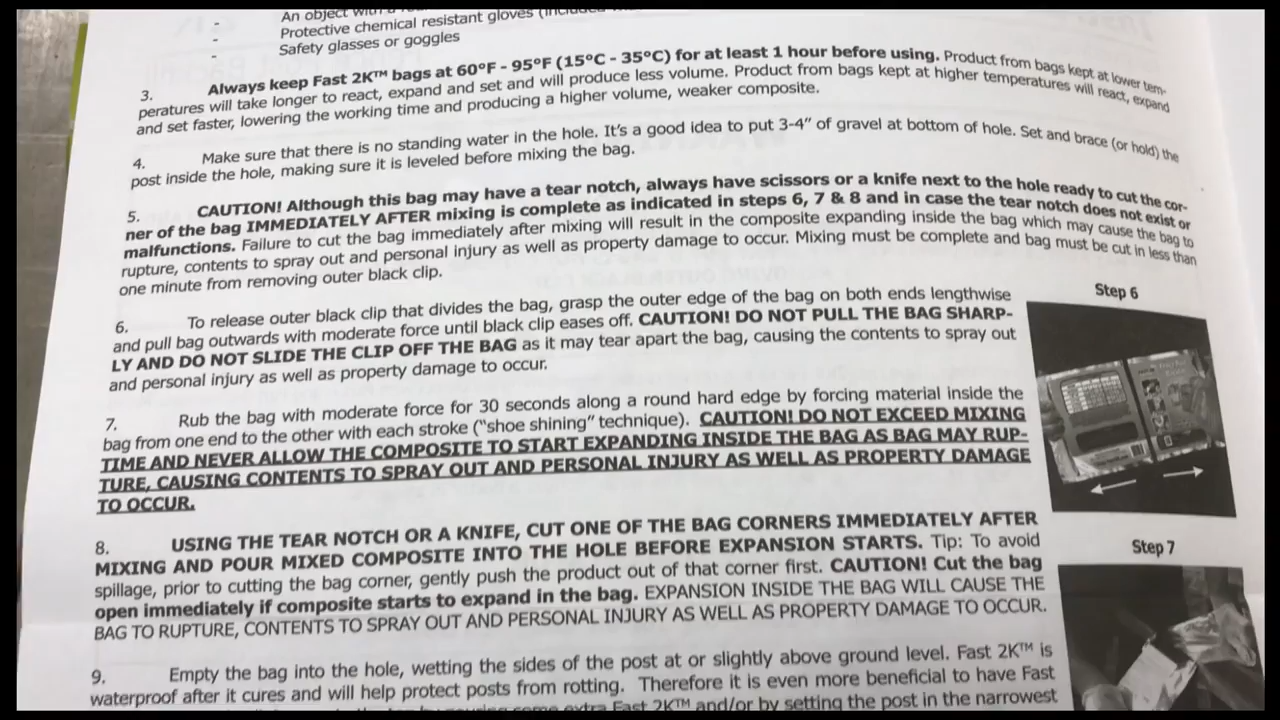 - An object with a
- Protective chemical resistant gloves (included
- Safety glasses or goggles
3. Always keep Fast 2K™ bags at 60°F - 95°F (15°C - 35°C) for at least 1 hour before using. Product from bags kept at lower tem-
peratures will take longer to react, expand and set and will produce less volume. Product from bags kept at higher temperatures will react, expand
and set faster, lowering the working time and producing a higher volume, weaker composite.
4. Make sure that there is no standing water in the hole. It's a good idea to put 3-4" of gravel at bottom of hole. Set and brace (or hold) the
post inside the hole, making sure it is leveled before mixing the bag.
5. CAUTION! Although this bag may have a tear notch, always have scissors or a knife next to the hole ready to cut the cor-
ner of the bag IMMEDIATELY AFTER mixing is complete as indicated in steps 6, 7 & 8 and in case the tear notch does not exist or
malfunctions. Failure to cut the bag immediately after mixing will result in the composite expanding inside the bag which may cause the bag to
rupture, contents to spray out and personal injury as well as property damage to occur. Mixing must be complete and bag must be cut in less than
one minute from removing outer black clip.
6. To release outer black clip that divides the bag, grasp the outer edge of the bag on both ends lengthwise
and pull bag outwards with moderate force until black clip eases off. CAUTION! DO NOT PULL THE BAG SHARP-
LY AND DO NOT SLIDE THE CLIP OFF THE BAG as it may tear apart the bag, causing the contents to spray out
and personal injury as well as property damage to occur.
Step 6
7. Rub the bag with moderate force for 30 seconds along a round hard edge by forcing material inside the
bag from one end to the other with each stroke ("shoe shining" technique). CAUTION! DO NOT EXCEED MIXING
TIME AND NEVER ALLOW THE COMPOSITE TO START EXPANDING INSIDE THE BAG AS BAG MAY RUP-
TURE, CAUSING CONTENTS TO SPRAY OUT AND PERSONAL INJURY AS WELL AS PROPERTY DAMAGE
TO OCCUR.
8. USING THE TEAR NOTCH OR A KNIFE, CUT ONE OF THE BAG CORNERS IMMEDIATELY AFTER
MIXING AND POUR MIXED COMPOSITE INTO THE HOLE BEFORE EXPANSION STARTS. Tip: To avoid
spillage, prior to cutting the bag corner, gently push the product out of that corner first. CAUTION! Cut the bag
open immediately if composite starts to expand in the bag. EXPANSION INSIDE THE BAG WILL CAUSE THE
BAG TO RUPTURE, CONTENTS TO SPRAY OUT AND PERSONAL INJURY AS WELL AS PROPERTY DAMAGE TO OCCUR.
Step 7
9. Empty the bag into the hole, wetting the sides of the post at or slightly above ground level. Fast 2K™ is
waterproof after it cures and will help protect posts from rotting. Therefore it is even more beneficial to have Fast
some extra Fast 2K™ and/or by setting the post in the narrowest